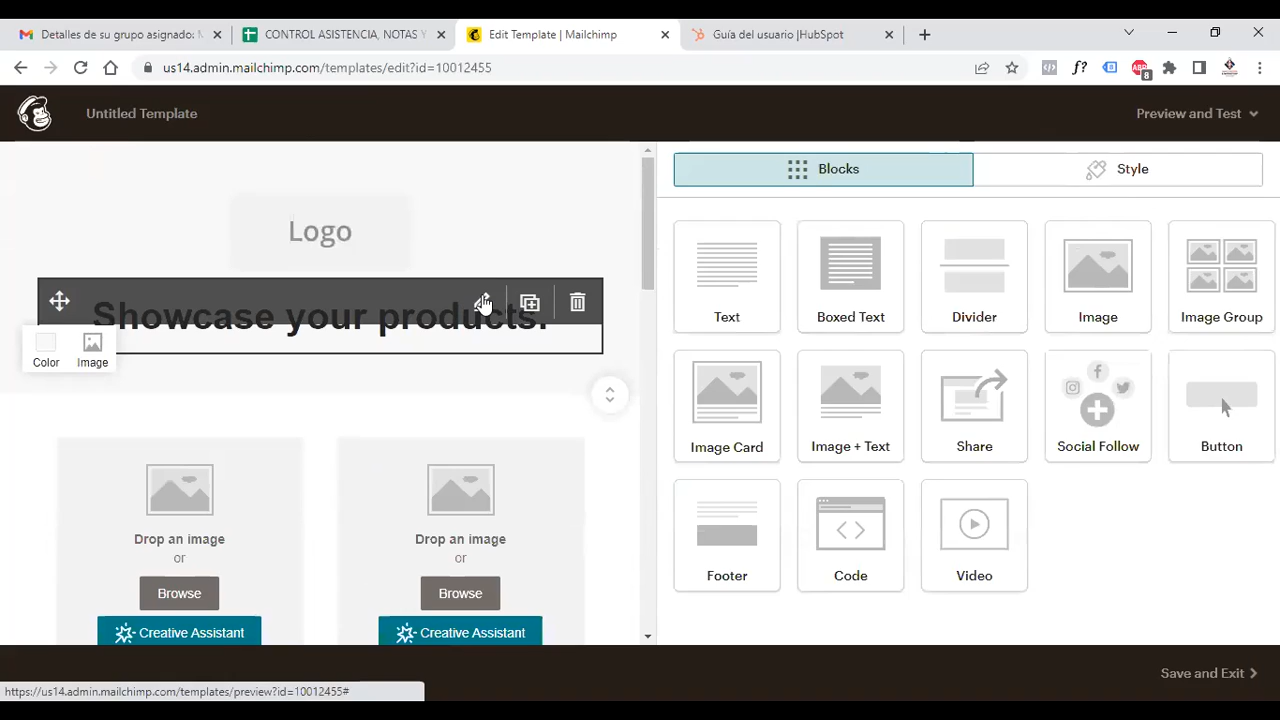 Detalles de su grupo asignado: M
CONTROL ASISTENCIA, NOTAS Y
Edit Template | Mailchimp
Guía del usuario |HubSpot
us14.admin.mailchimp.com/templates/edit?id=10012455
f?
8
Untitled Template
Preview and Test
Blocks
Style
Logo
Showcase your products.
Color
Image
Text
Boxed Text
Divider
Image
Image Group
Image Card
Image + Text
Share
Social Follow
Button
Drop an image
or
Browse
Creative Assistant
Drop an image
or
Browse
Creative Assistant
Footer
Code
Video
Save and Exit
https://us14.admin.mailchimp.com/templates/preview?id=10012455#